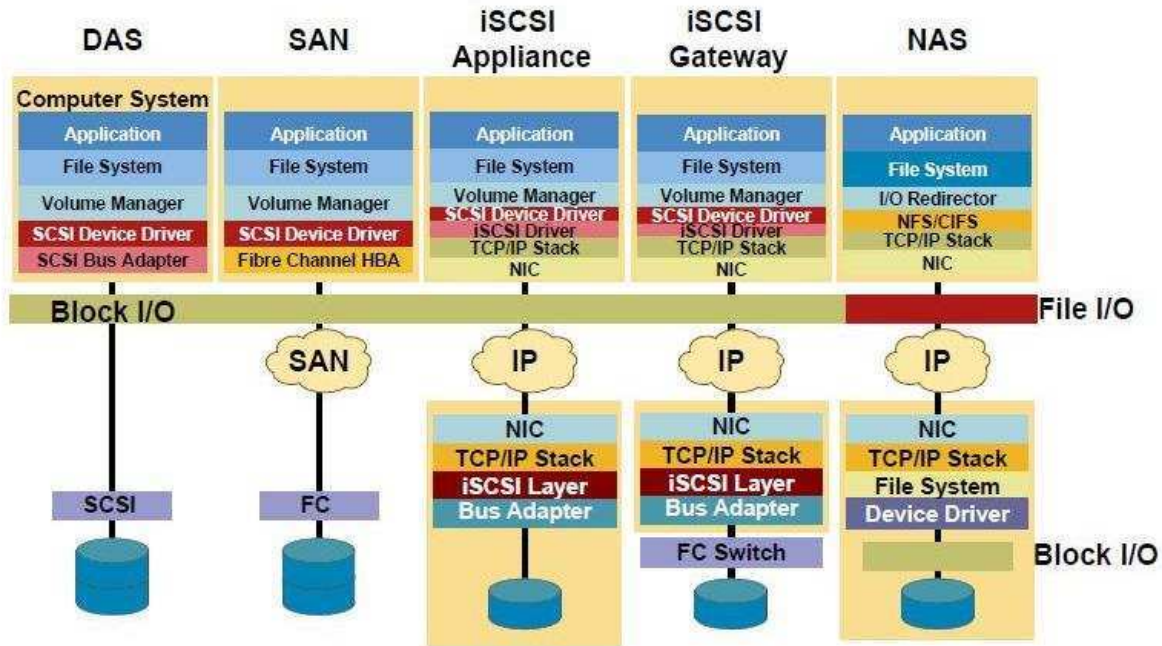 DAS
SAN
iSCSI
Appliance
iSCSI
Gateway
NAS
Computer System
Application
File System
Volume Manager
SCSI Device Driver
SCSI Bus Adapter
Application
File System
Volume Manager
SCSI Device Driver
Fibre Channel HBA
Application
File System
Volume Manager
SCSI Device Driver
iSCSI Driver
TCP/IP Stack
NIC
Application
File System
Volume Manager
SCSI Device Driver
iSCSI Driver
TCP/IP Stack
NIC
Application
File System
I/O Redirector
NFS/CIFS
TCP/IP Stack
NIC
Block I/O
File I/O
SAN
IP
IP
IP
SCSI
FC
NIC
TCP/IP Stack
iSCSI Layer
Bus Adapter
NIC
TCP/IP Stack
iSCSI Layer
Bus Adapter
FC Switch
NIC
TCP/IP Stack
File System
Device Driver
Block I/O